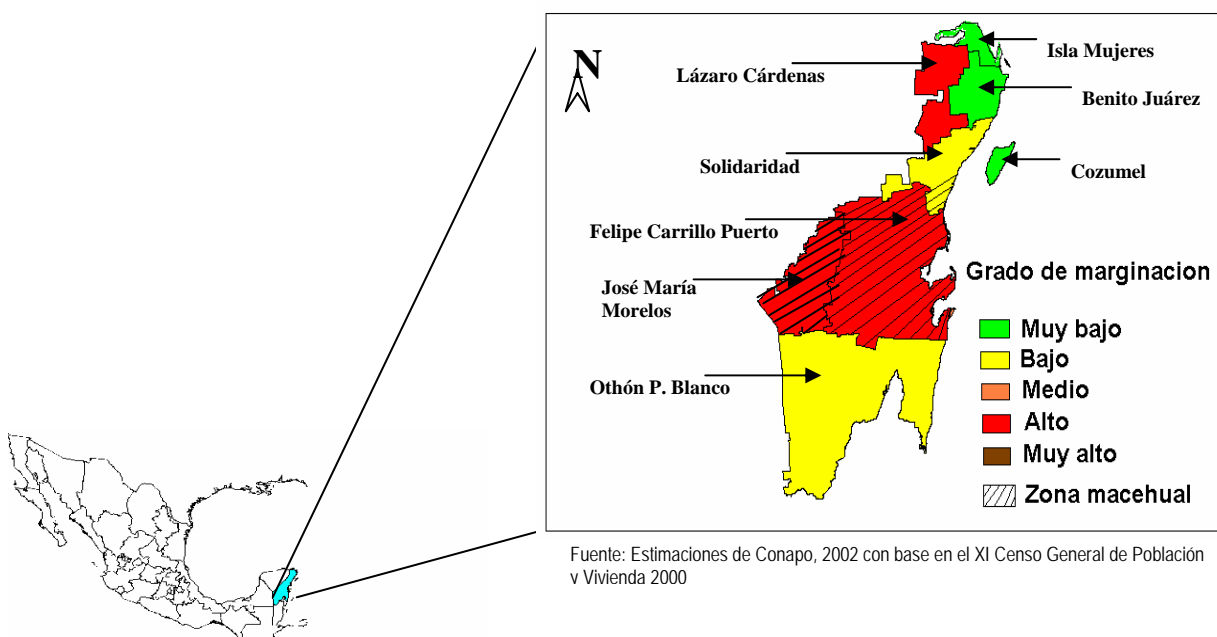 N
Isla Mujeres
Lázaro Cárdenas
Benito Juárez
Solidaridad
Cozumel
Felipe Carrillo Puerto
José María
Morelos
Othón P. Blanco
Grado de marginacion
Muy bajo
Bajo
Medio
Alto
Muy alto
Zona macehual
Fuente: Estimaciones de Conapo, 2002 con base en el XI Censo General de Población
y Vivienda 2000